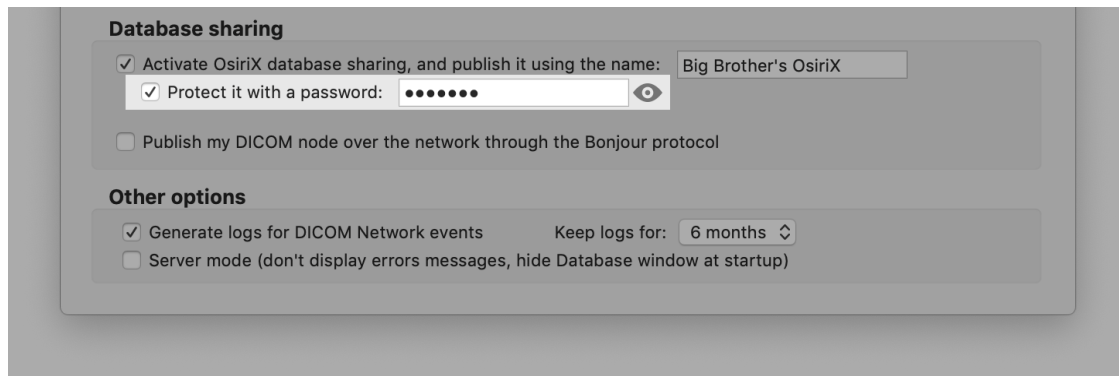 Database sharing
Activate OsiriX database sharing, and publish it using the name: Big Brother's OsiriX
Protect it with a password: •••••••
Publish my DICOM node over the network through the Bonjour protocol
Other options
Generate logs for DICOM Network events Keep logs for: 6 months
Server mode (don't display errors messages, hide Database window at startup)